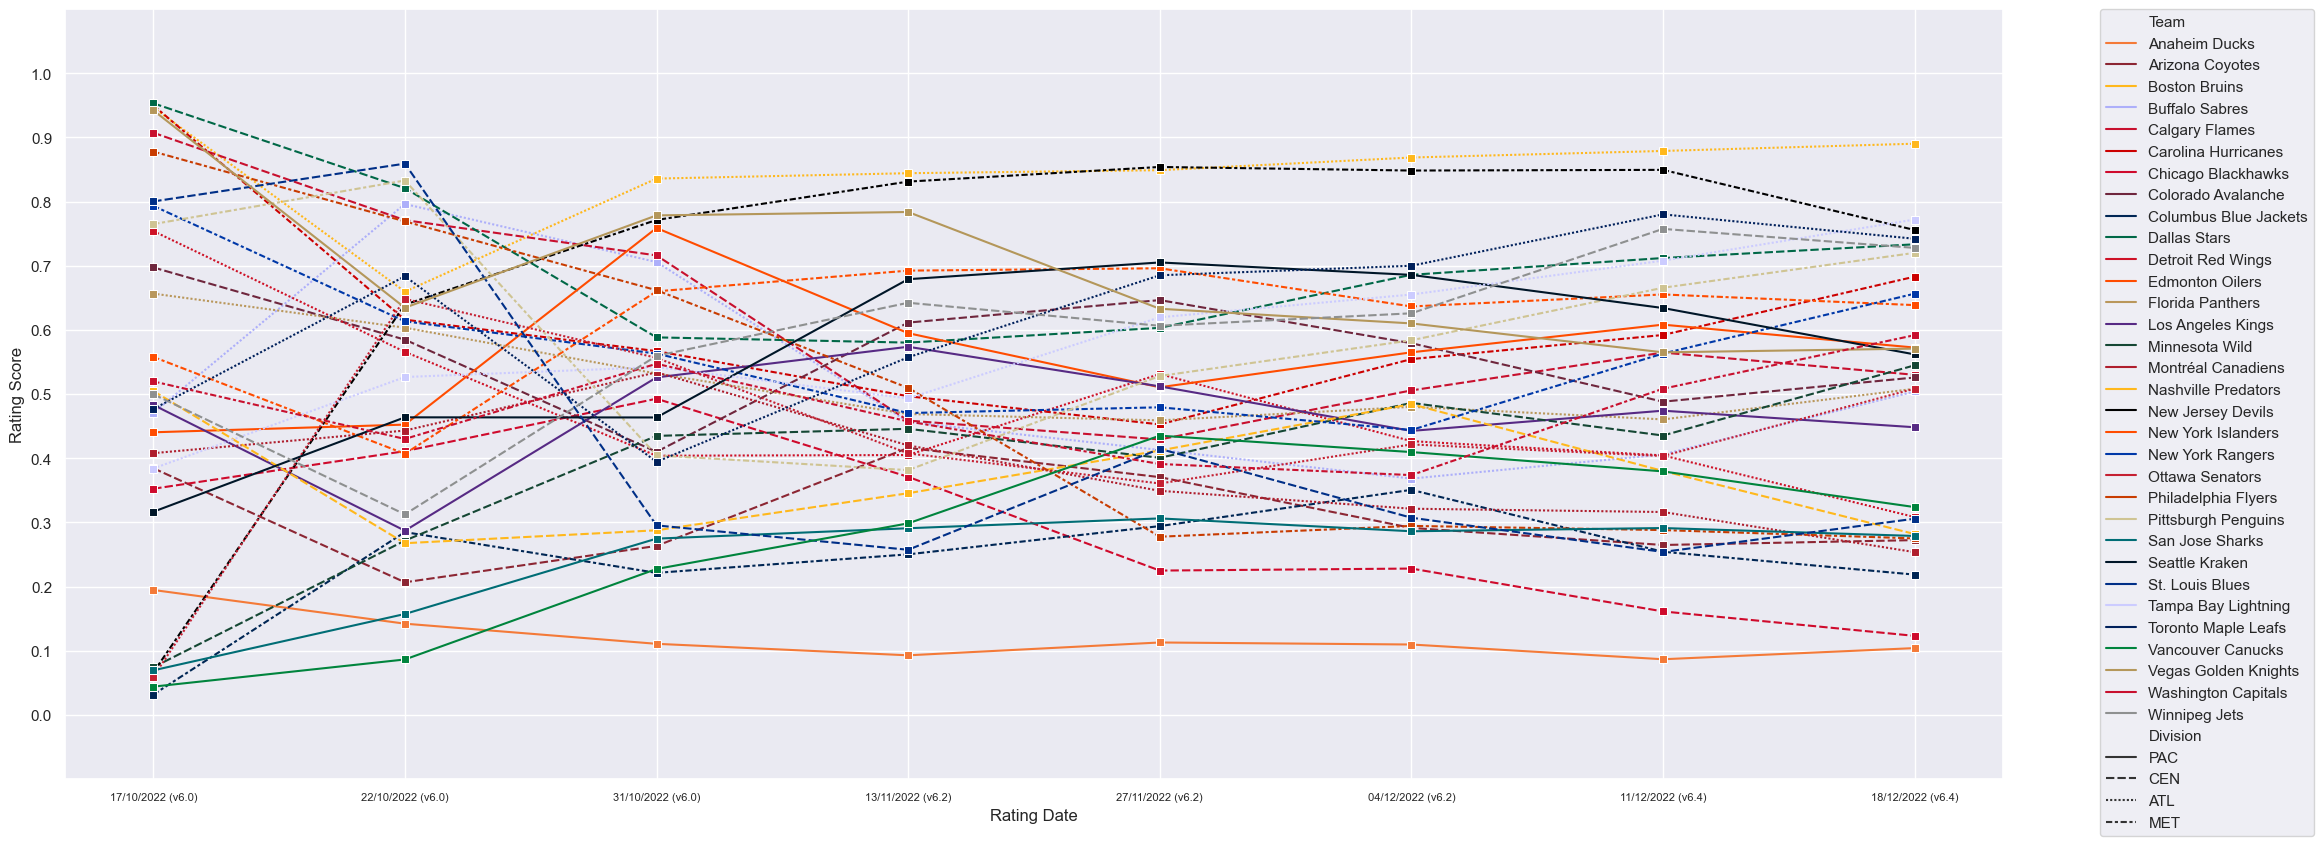 Rating Score
1.0
0.9
0.8
0.7
0.6
0.5
0.4
0.3
0.2
0.1
0.0
17/10/2022 (v6.0)
22/10/2022 (v6.0)
31/10/2022 (v6.0)
13/11/2022 (v6.2)
27/11/2022 (v6.2)
04/12/2022 (v6.2)
11/12/2022 (v6.4)
18/12/2022 (v6.4)
Rating Date
Team
Anaheim Ducks
Arizona Coyotes
Boston Bruins
Buffalo Sabres
Calgary Flames
Carolina Hurricanes
Chicago Blackhawks
Colorado Avalanche
Columbus Blue Jackets
Dallas Stars
Detroit Red Wings
Edmonton Oilers
Florida Panthers
Los Angeles Kings
Minnesota Wild
Montréal Canadiens
Nashville Predators
New Jersey Devils
New York Islanders
New York Rangers
Ottawa Senators
Philadelphia Flyers
Pittsburgh Penguins
San Jose Sharks
Seattle Kraken
St. Louis Blues
Tampa Bay Lightning
Toronto Maple Leafs
Vancouver Canucks
Vegas Golden Knights
Washington Capitals
Winnipeg Jets
Division
PAC
CEN
ATL
MET